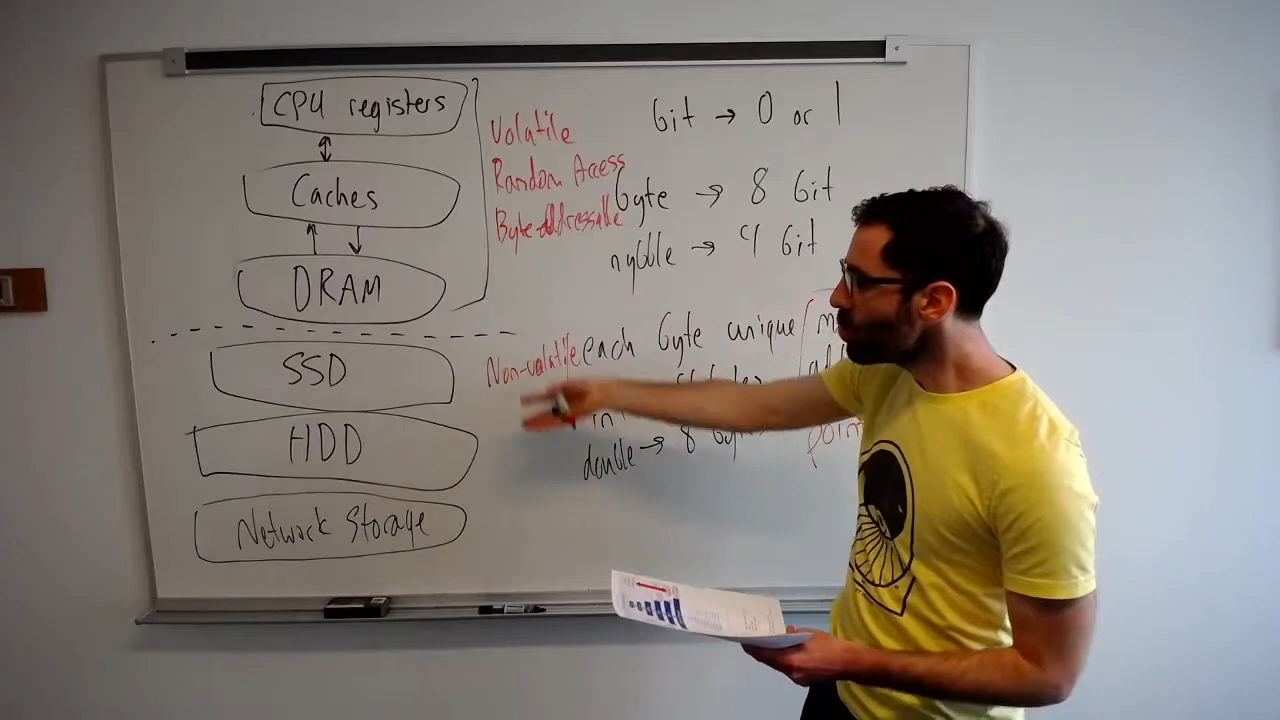 CPU registers
Caches
DRAM
SSD
HDD
Network Storage
Volatile
Random Access
Byte-addressable
Non-volatile
bit → 0 or 1
byte → 8 bit
nybble → 4 bit
each byte unique
int
double → 8 bytes